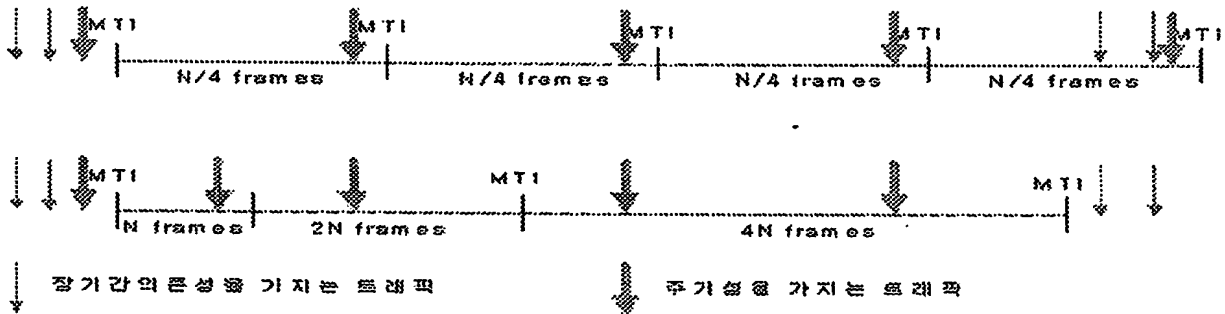 MTI MTI MTI MTI MTI
N/4 frames N/4 frames N/4 frames N/4 frames
MTI MTI MTI
N frames 2N frames 4N frames
장기간의존성을 가지는 트래픽 주기성을 가지는 트래픽